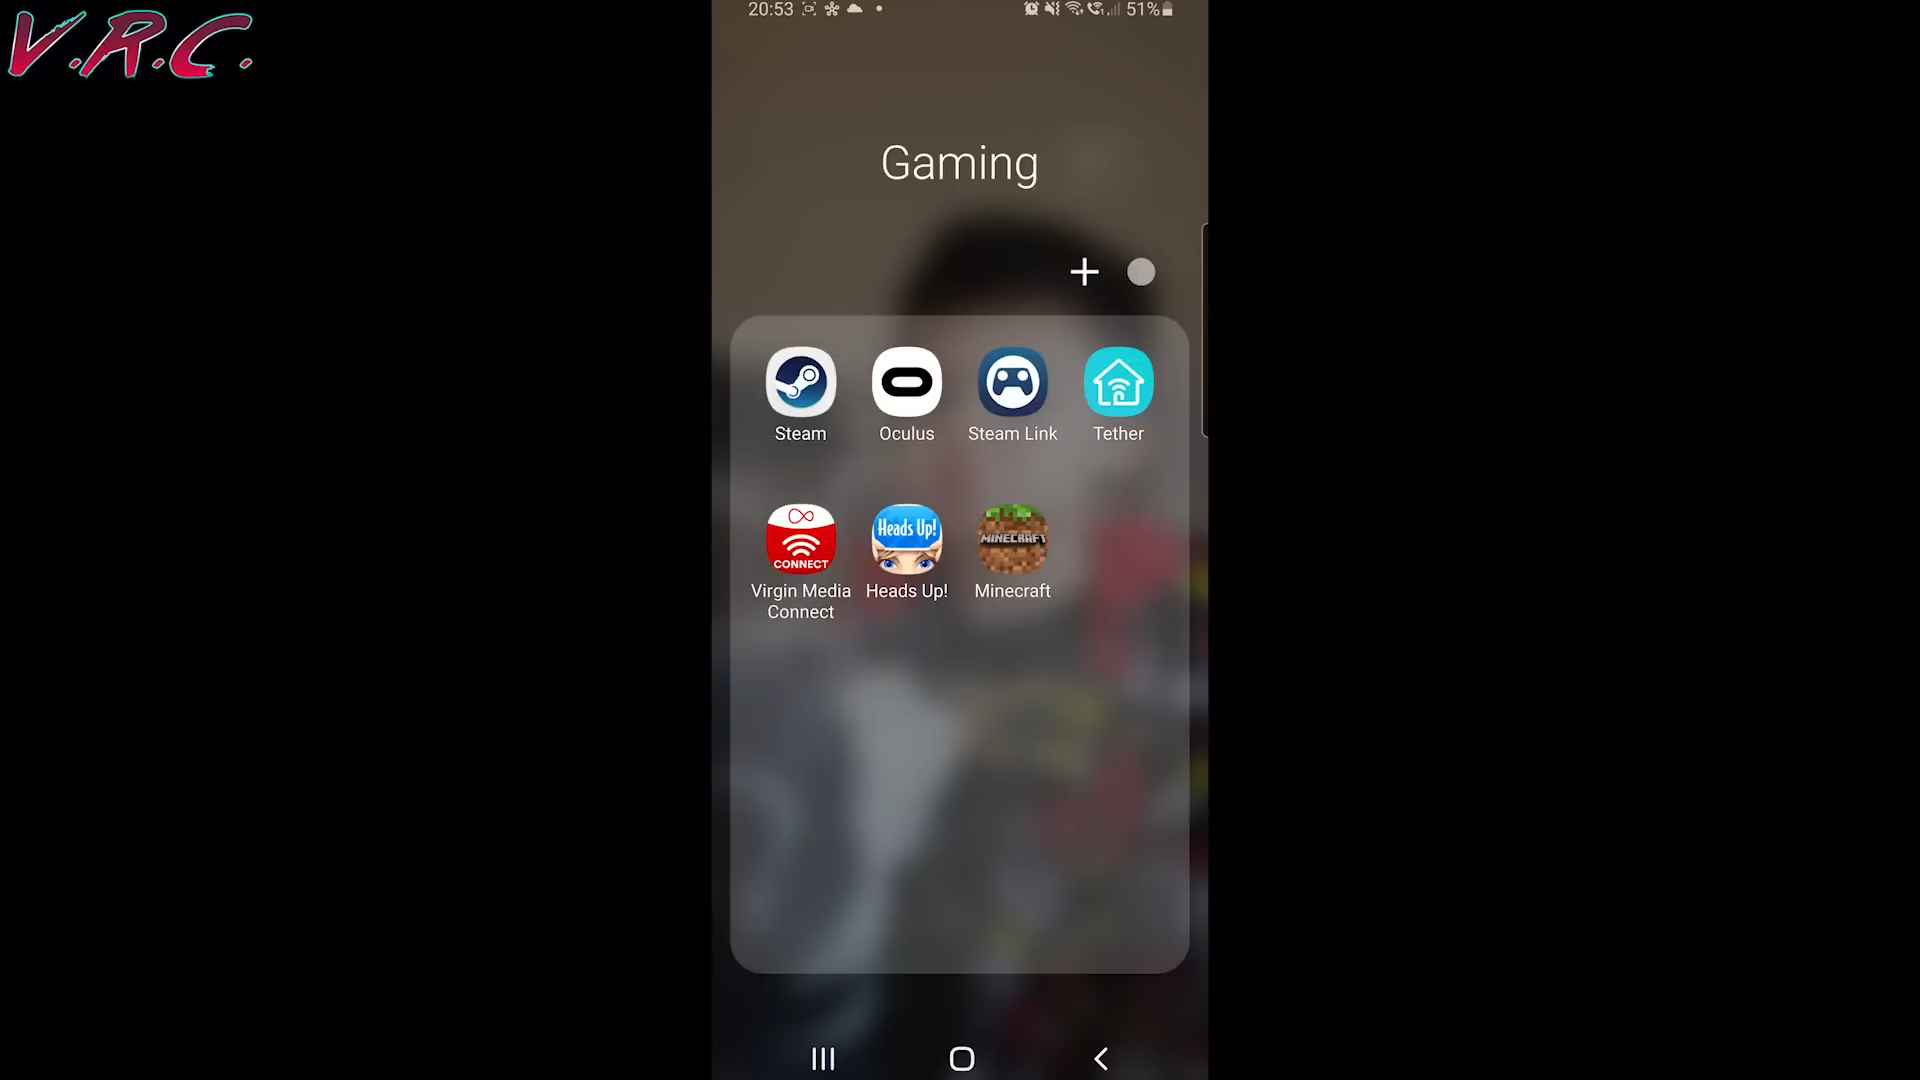 V.R.C.
20:53
51%
Gaming
Steam
Oculus
Steam Link
Tether
CONNECT
Heads Up!
MINECRAFT
Virgin Media
Connect
Heads Up!
Minecraft